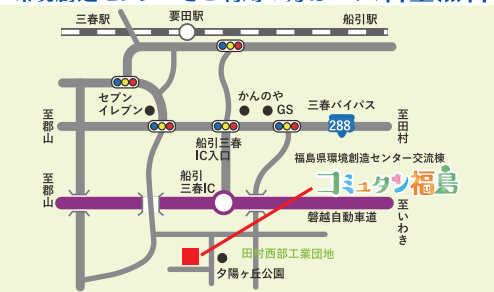 三春駅
要田駅
船引駅
セブン
イレブン
かんのや
GS
三春バイパス
288
至郡山
至田村
船引三春
IC入口
福島県環境創造センター交流棟
コミュタン福島
至郡山
船引
三春IC
磐越自動車道
至いわき
田村西部工業団地
夕陽ヶ丘公園